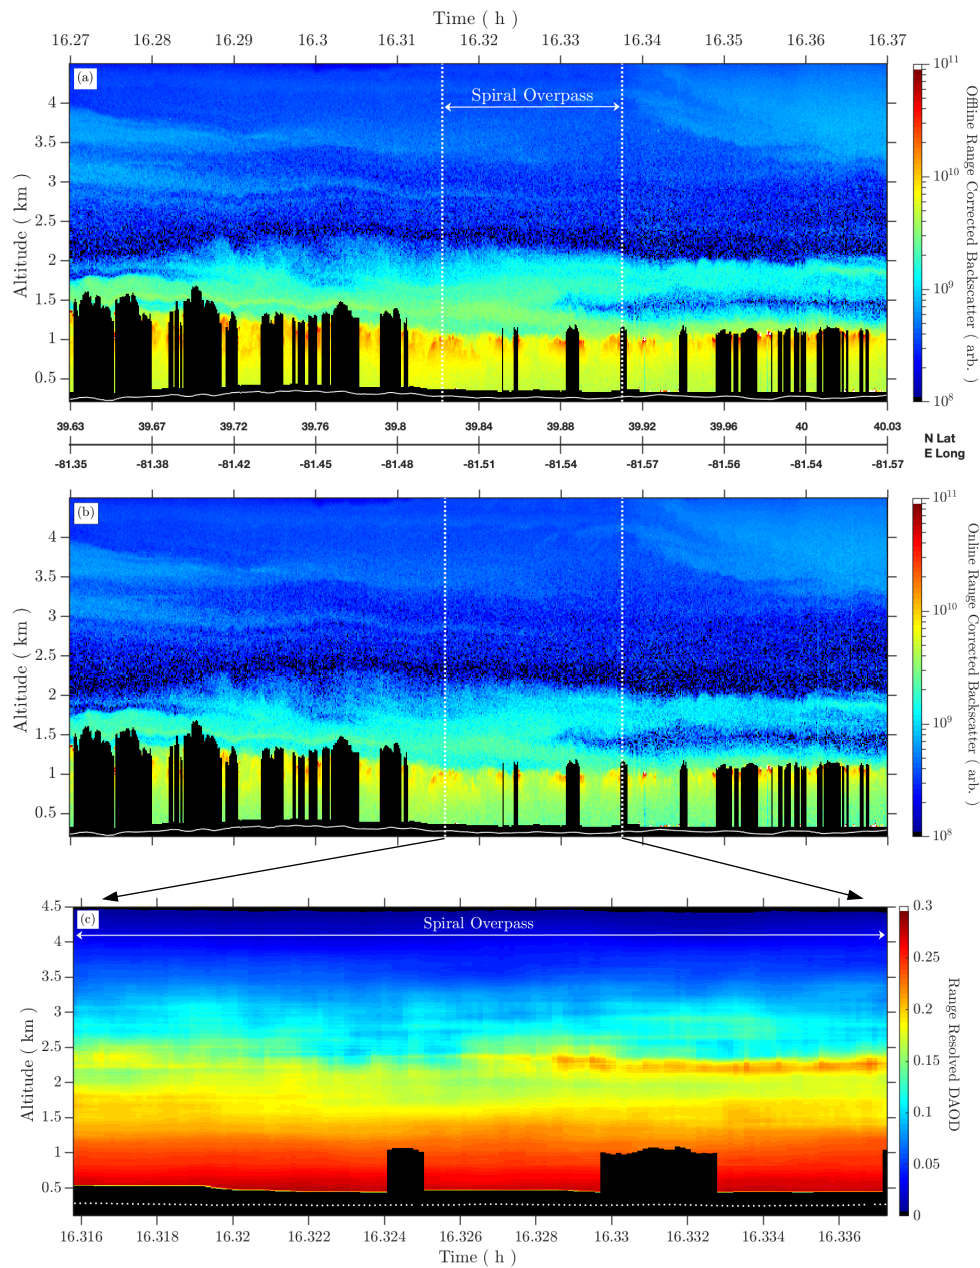 Time ( h )
16.27 16.28 16.29 16.3 16.31 16.32 16.33 16.34 16.35 16.36 16.37
(a)
Spiral Overpass
Altitude ( km )
4
3.5
3
2.5
2
1.5
1
0.5
10^11
10^10
10^9
10^8
Offline Range Corrected Backscatter ( arb. )
39.63 39.67 39.72 39.76 39.8 39.84 39.88 39.92 39.96 40 40.03
N Lat
E Long
-81.35 -81.38 -81.42 -81.45 -81.48 -81.51 -81.54 -81.57 -81.56 -81.54 -81.57
(b)
Altitude ( km )
4
3.5
3
2.5
2
1.5
1
0.5
10^11
10^10
10^9
10^8
Online Range Corrected Backscatter ( arb. )
(c)
Spiral Overpass
Altitude ( km )
4.5
4
3.5
3
2.5
2
1.5
1
0.5
0.3
0.25
0.2
0.15
0.1
0.05
0
Range Resolved DAOD
16.316 16.318 16.32 16.322 16.324 16.326 16.328 16.33 16.332 16.334 16.336
Time ( h )